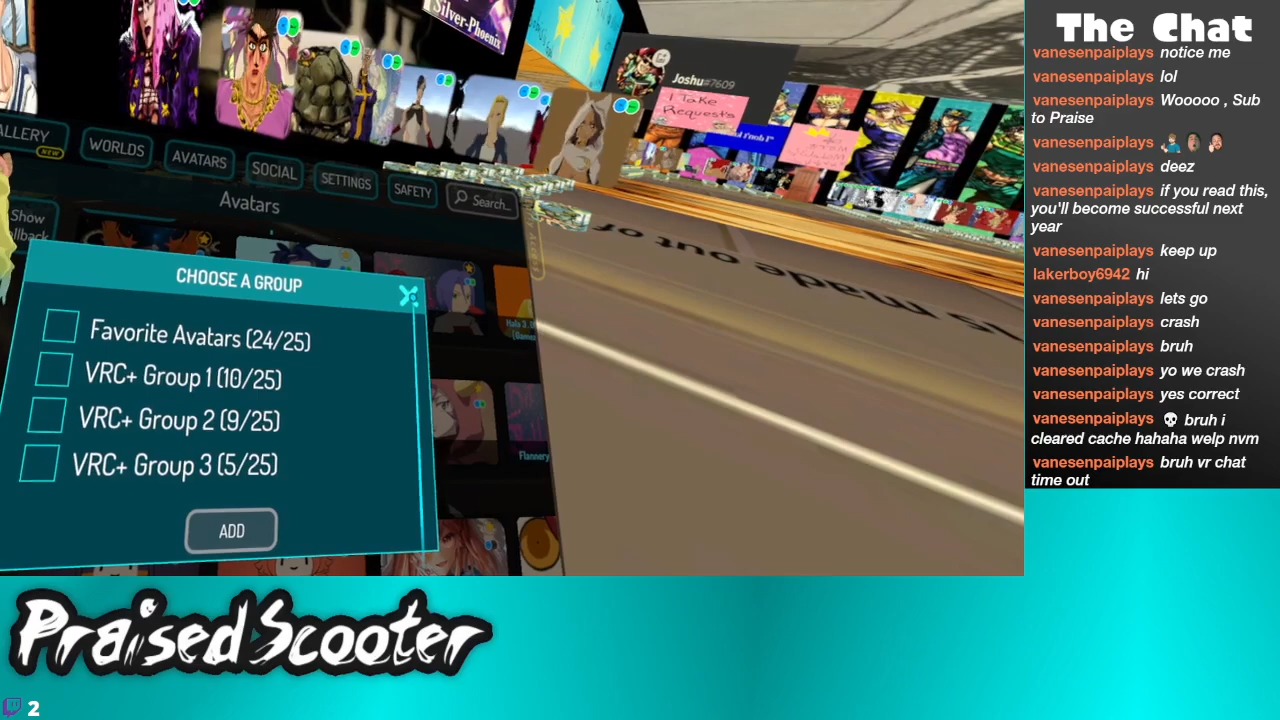 Silver-Phoenix
Joshu#7609
I Take
Requests
ALLERY
NEW
WORLDS
AVATARS
SOCIAL
SETTINGS
SAFETY
Search..
Show
Avatars
made out of
CHOOSE A GROUP
Favorite Avatars (24/25)
VRC+ Group 1 (10/25)
VRC+ Group 2 (9/25)
VRC+ Group 3 (5/25)
ADD
Flannery
The Chat
vanesenpaiplays notice me
vanesenpaiplays lol
vanesenpaiplays Wooooo , Sub
to Praise
vanesenpaiplays
vanesenpaiplays deez
vanesenpaiplays if you read this,
you'll become successful next
year
vanesenpaiplays keep up
lakerboy6942 hi
vanesenpaiplays lets go
vanesenpaiplays crash
vanesenpaiplays bruh
vanesenpaiplays yo we crash
vanesenpaiplays yes correct
vanesenpaiplays 💀 bruh i
cleared cache hahaha welp nvm
vanesenpaiplays bruh vr chat
time out
PraisedScooter
2